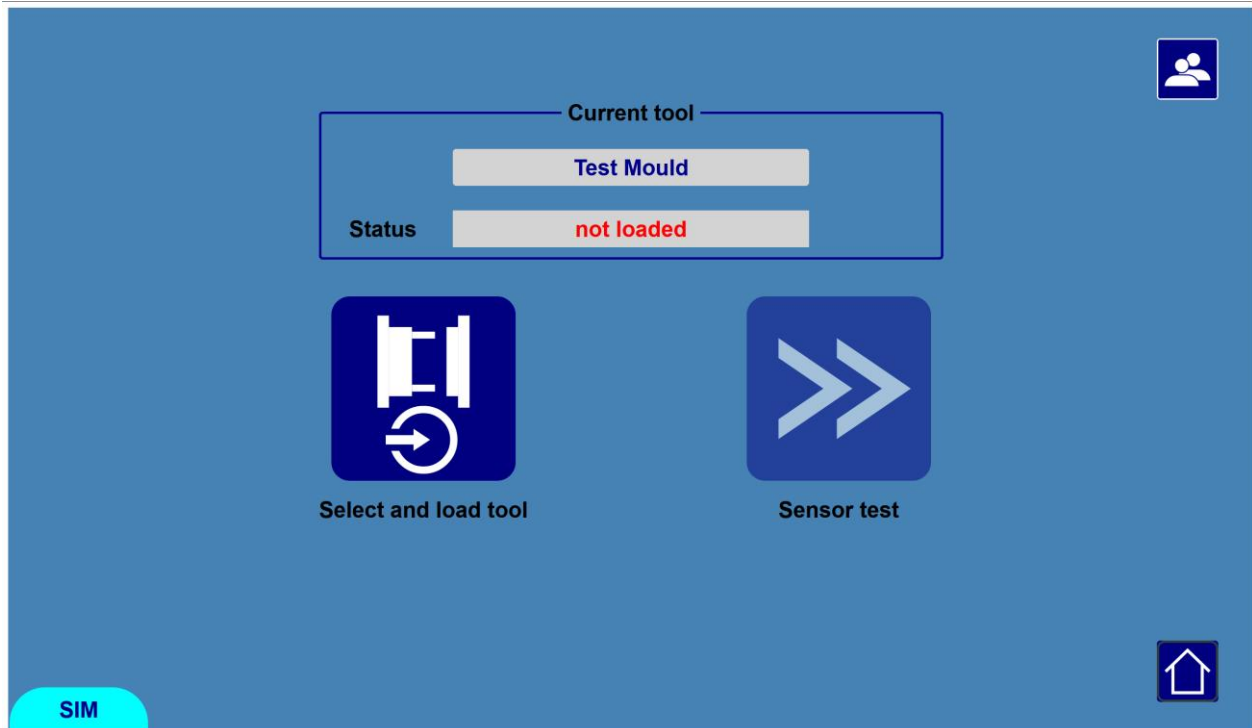 Current tool
Test Mould
Status not loaded
Select and load tool Sensor test
SIM